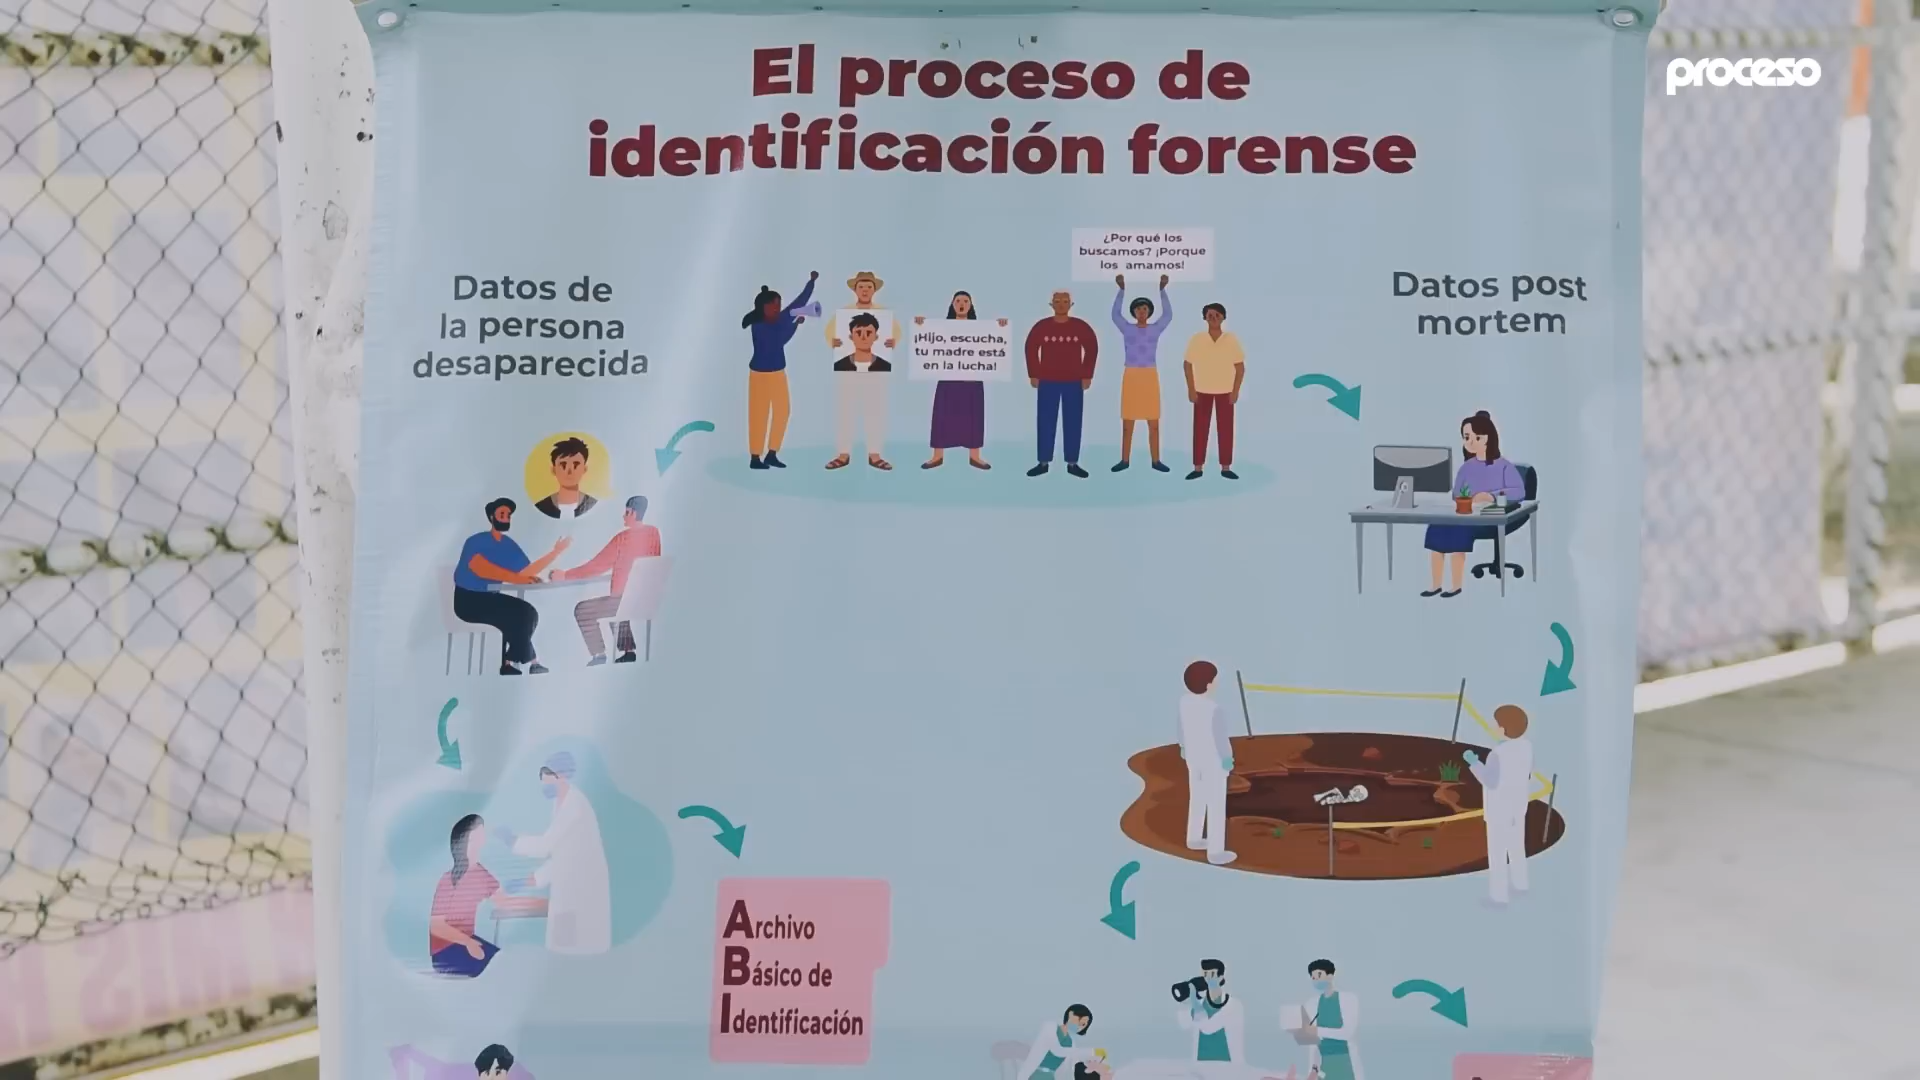 El proceso de
identificación forense
proceso
¿Por qué los
buscamos? ¡Porque
los amamos!
Datos de
la persona
desaparecida
¡Hijo, escucha,
tu madre está
en la lucha!
Datos post
mortem
Archivo
Básico de
Identificación